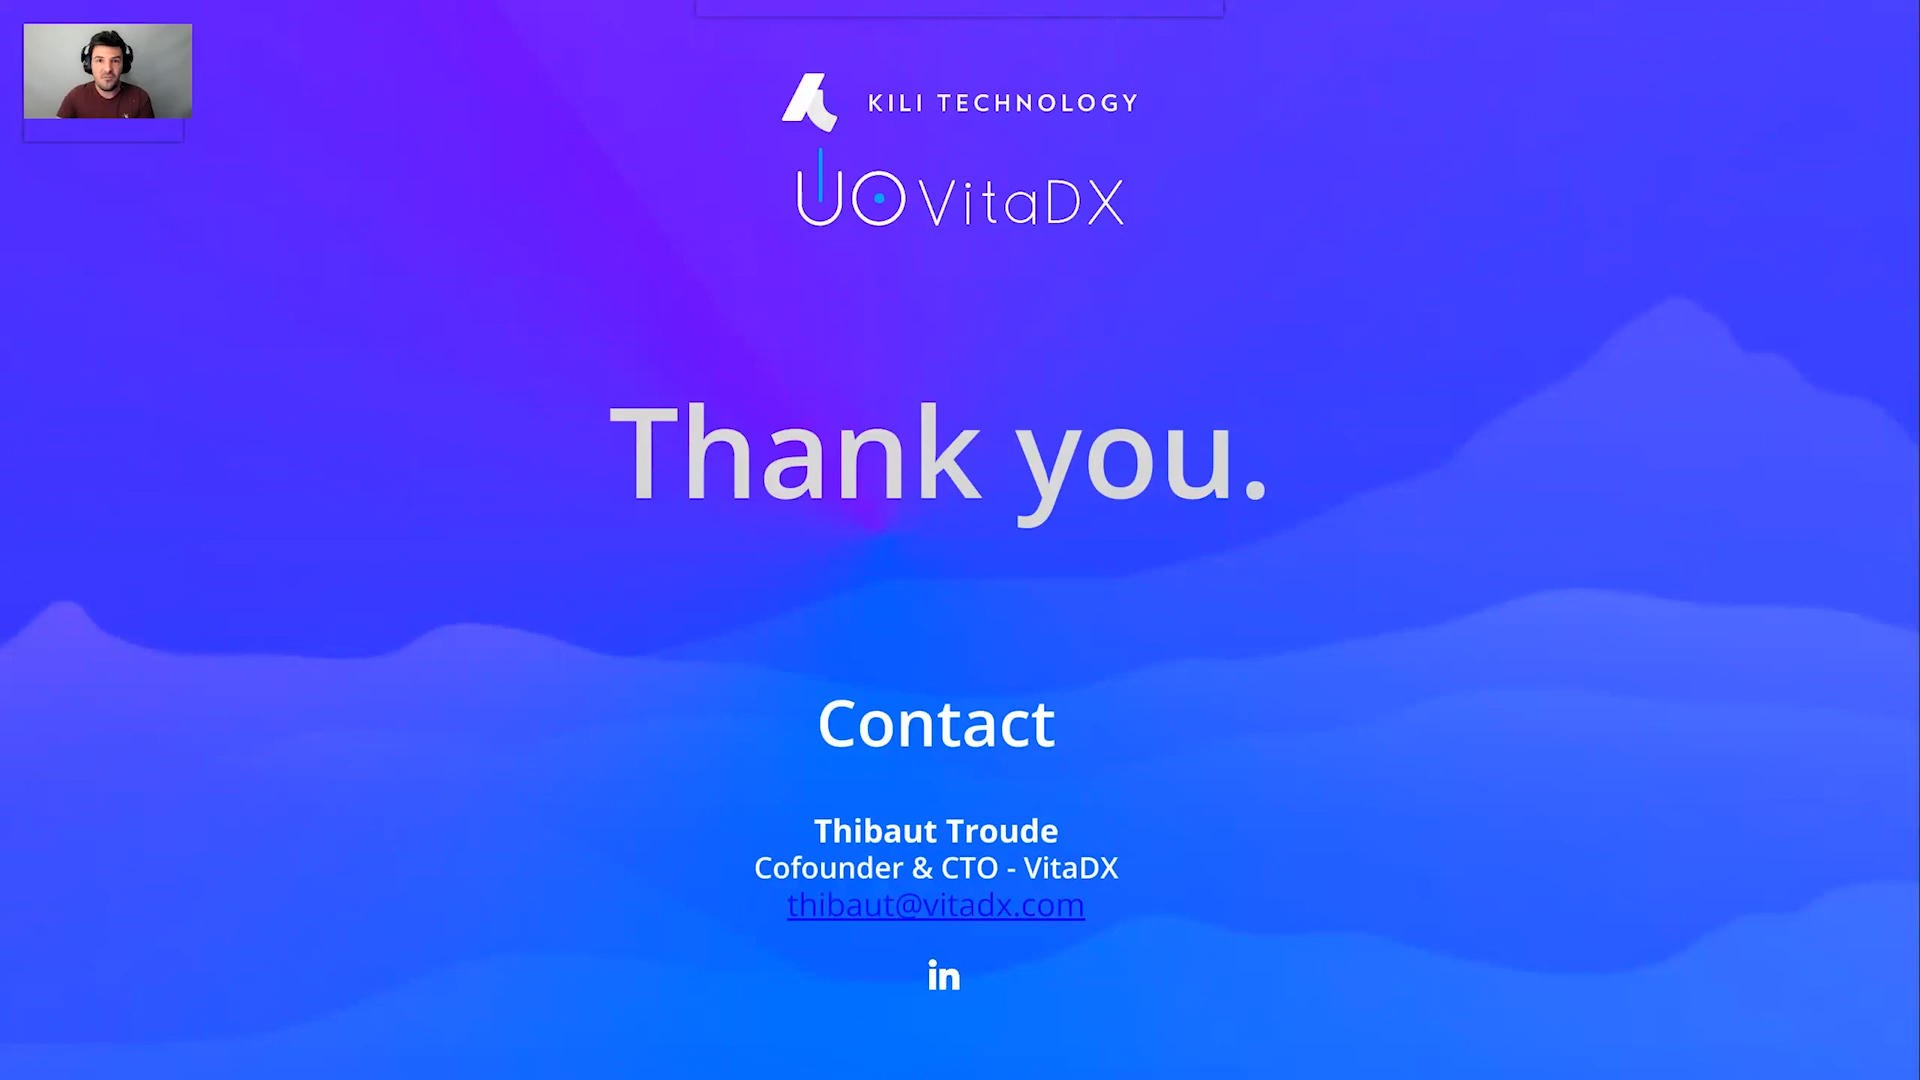 KILI TECHNOLOGY
VitaDX
Thank you.
Contact
Thibaut Troude
Cofounder & CTO - VitaDX
thibaut@vitadx.com
in